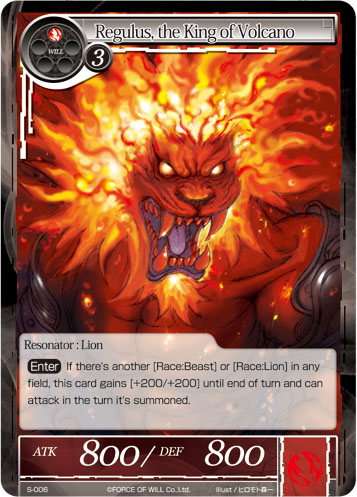 Regulus, the King of Volcano
WILL
3
Resonator : Lion
Enter If there's another [Race:Beast] or [Race:Lion] in any
field, this card gains [+200/+200] until end of turn and can
attack in the turn it's summoned.
ATK 800 / DEF 800
S-006 ©FORCE OF WILL Co.,Ltd. Illust / ヒロモト森一